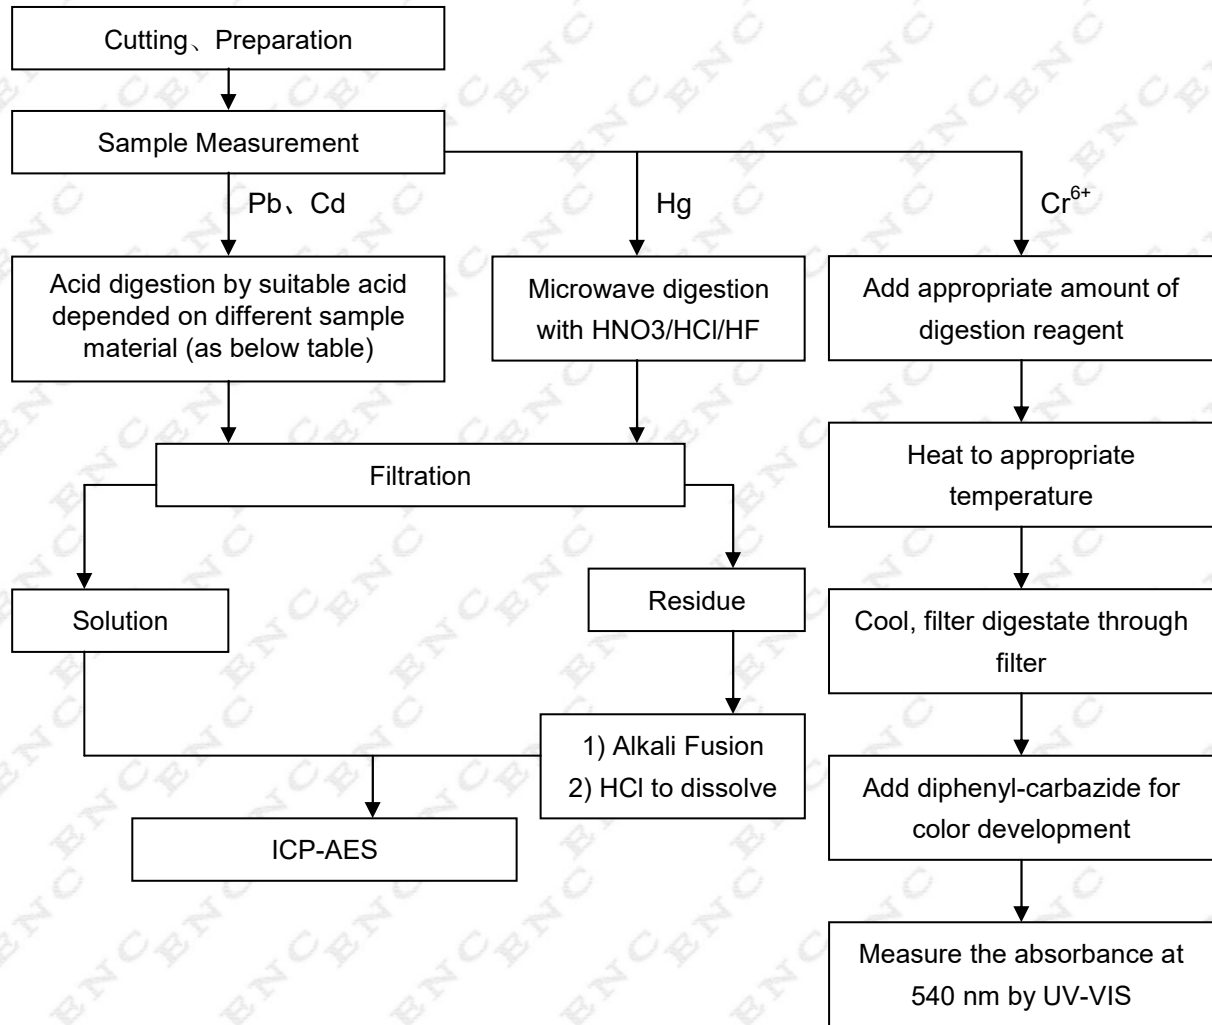 Cutting、Preparation
Sample Measurement
Pb、Cd
Hg
Cr⁶⁺
Acid digestion by suitable acid
depended on different sample
material (as below table)
Microwave digestion
with HNO3/HCl/HF
Add appropriate amount of
digestion reagent
Filtration
Heat to appropriate
temperature
Solution
Residue
Cool, filter digestate through
filter
1) Alkali Fusion
2) HCl to dissolve
Add diphenyl-carbazide for
color development
ICP-AES
Measure the absorbance at
540 nm by UV-VIS
ENC